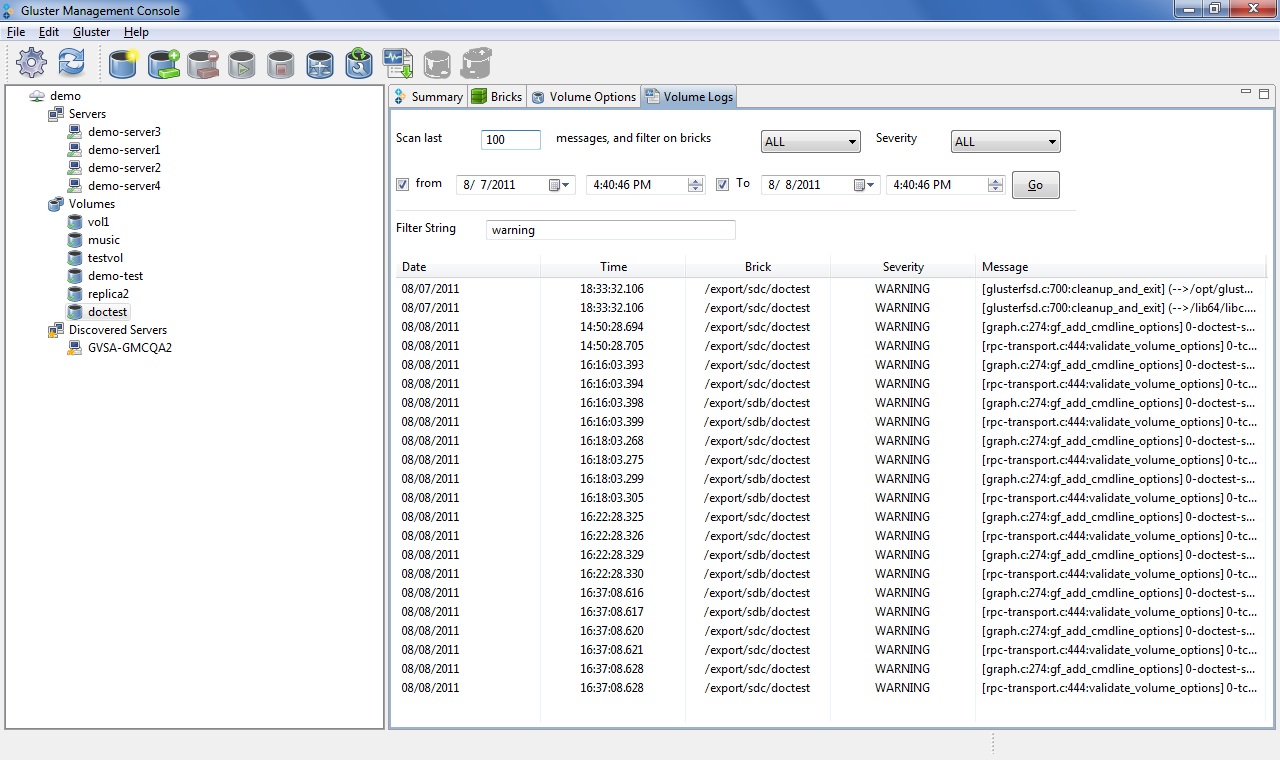 Gluster Management Console
File Edit Gluster Help
demo
Servers
demo-server3
demo-server1
demo-server2
demo-server4
Volumes
vol1
music
testvol
demo-test
replica2
doctest
Discovered Servers
GVSA-GMCQA2
Summary Bricks Volume Options Volume Logs
Scan last 100 messages, and filter on bricks ALL Severity ALL
from 8/ 7/2011 4:40:46 PM To 8/ 8/2011 4:40:46 PM Go
Filter String warning
Date Time Brick Severity Message
08/07/2011 18:33:32.106 /export/sdc/doctest WARNING [glusterfsd.c:700:cleanup_and_exit] (-->/opt/glust...
08/07/2011 18:33:32.106 /export/sdc/doctest WARNING [glusterfsd.c:700:cleanup_and_exit] (-->/lib64/libc....
08/08/2011 14:50:28.694 /export/sdc/doctest WARNING [graph.c:274:gf_add_cmdline_options] 0-doctest-s...
08/08/2011 14:50:28.705 /export/sdc/doctest WARNING [rpc-transport.c:444:validate_volume_options] 0-tc...
08/08/2011 16:16:03.393 /export/sdc/doctest WARNING [graph.c:274:gf_add_cmdline_options] 0-doctest-s...
08/08/2011 16:16:03.394 /export/sdc/doctest WARNING [rpc-transport.c:444:validate_volume_options] 0-tc...
08/08/2011 16:16:03.398 /export/sdb/doctest WARNING [graph.c:274:gf_add_cmdline_options] 0-doctest-s...
08/08/2011 16:16:03.399 /export/sdb/doctest WARNING [rpc-transport.c:444:validate_volume_options] 0-tc...
08/08/2011 16:18:03.268 /export/sdc/doctest WARNING [graph.c:274:gf_add_cmdline_options] 0-doctest-s...
08/08/2011 16:18:03.275 /export/sdc/doctest WARNING [rpc-transport.c:444:validate_volume_options] 0-tc...
08/08/2011 16:18:03.299 /export/sdb/doctest WARNING [graph.c:274:gf_add_cmdline_options] 0-doctest-s...
08/08/2011 16:18:03.305 /export/sdb/doctest WARNING [rpc-transport.c:444:validate_volume_options] 0-tc...
08/08/2011 16:22:28.325 /export/sdc/doctest WARNING [graph.c:274:gf_add_cmdline_options] 0-doctest-s...
08/08/2011 16:22:28.326 /export/sdc/doctest WARNING [rpc-transport.c:444:validate_volume_options] 0-tc...
08/08/2011 16:22:28.329 /export/sdb/doctest WARNING [graph.c:274:gf_add_cmdline_options] 0-doctest-s...
08/08/2011 16:22:28.330 /export/sdb/doctest WARNING [rpc-transport.c:444:validate_volume_options] 0-tc...
08/08/2011 16:37:08.616 /export/sdb/doctest WARNING [graph.c:274:gf_add_cmdline_options] 0-doctest-s...
08/08/2011 16:37:08.617 /export/sdb/doctest WARNING [rpc-transport.c:444:validate_volume_options] 0-tc...
08/08/2011 16:37:08.620 /export/sdc/doctest WARNING [graph.c:274:gf_add_cmdline_options] 0-doctest-s...
08/08/2011 16:37:08.621 /export/sdc/doctest WARNING [rpc-transport.c:444:validate_volume_options] 0-tc...
08/08/2011 16:37:08.628 /export/sdc/doctest WARNING [graph.c:274:gf_add_cmdline_options] 0-doctest-s...
08/08/2011 16:37:08.628 /export/sdc/doctest WARNING [rpc-transport.c:444:validate_volume_options] 0-tc...